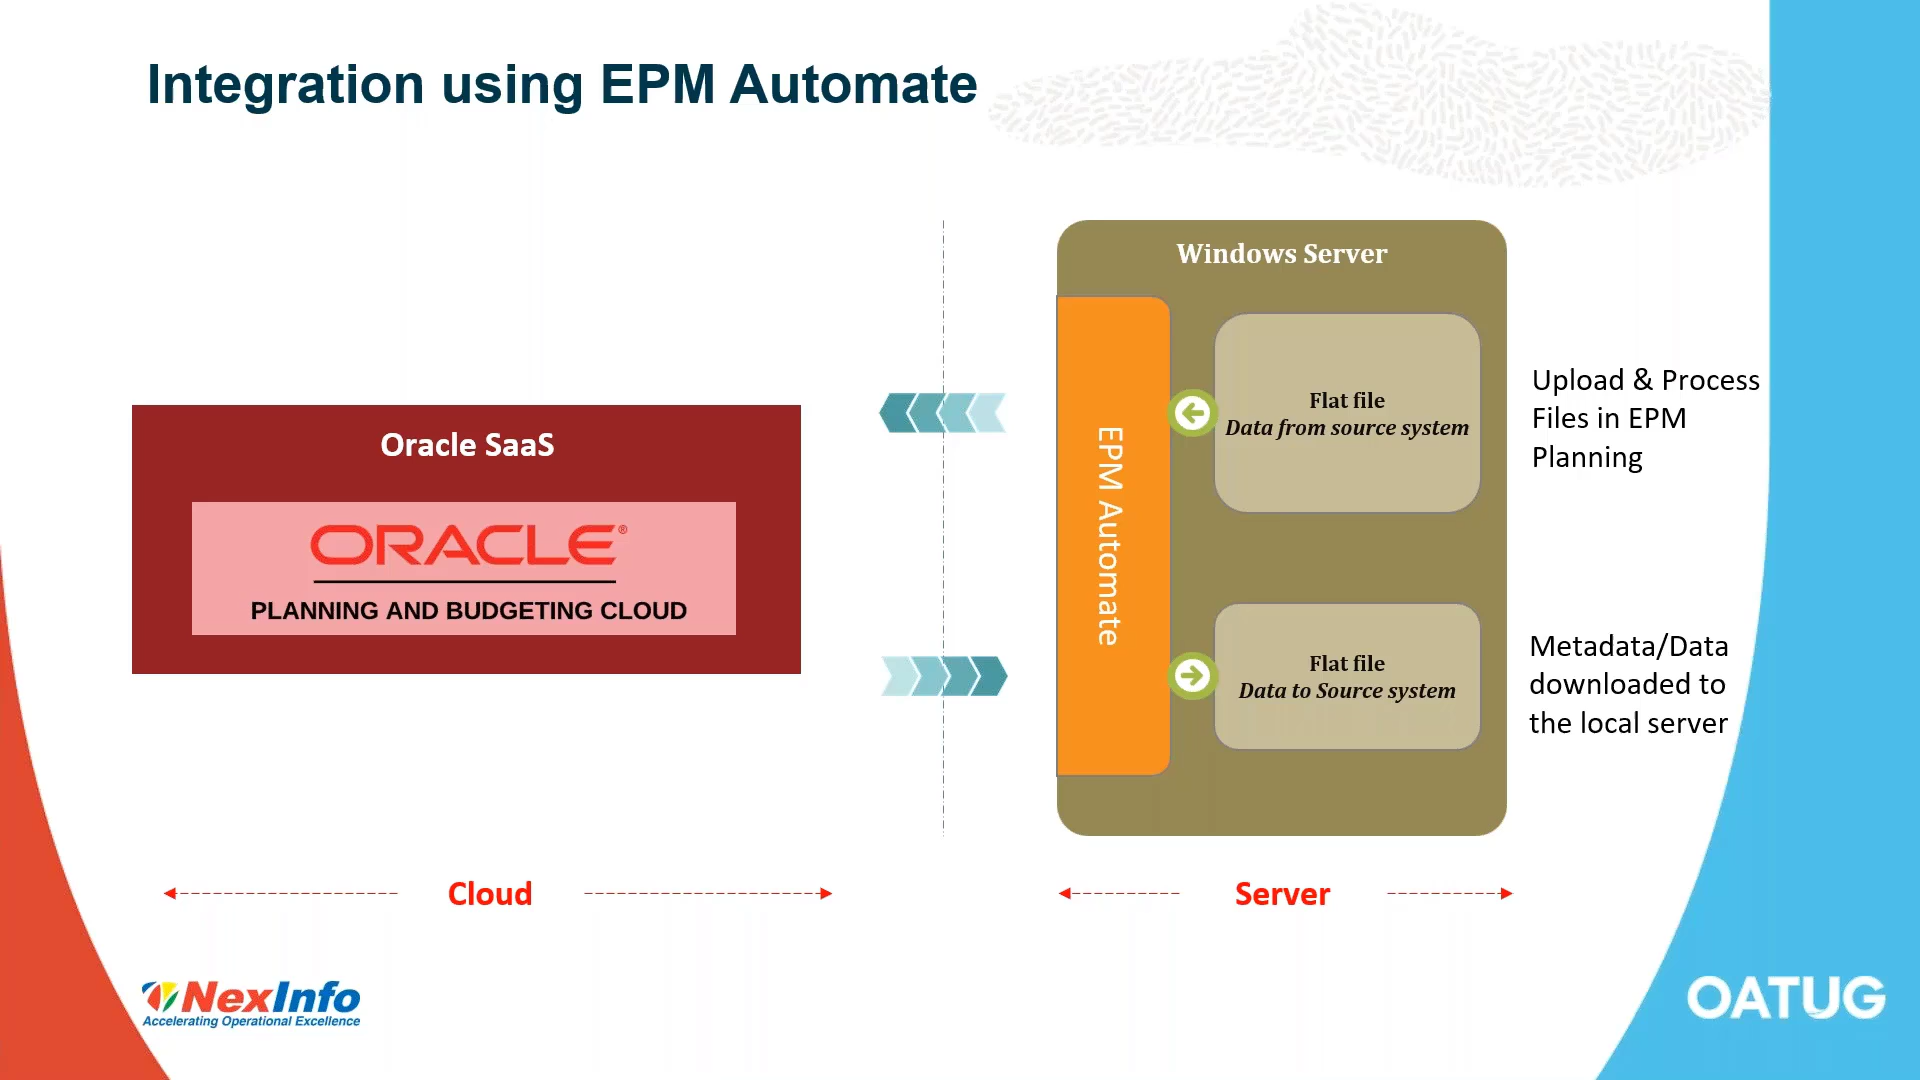 Integration using EPM Automate
Windows Server
Oracle SaaS
ORACLE®
PLANNING AND BUDGETING CLOUD
EPM Automate
Flat file
Data from source system
Upload & Process
Files in EPM
Planning
Flat file
Data to Source system
Metadata/Data
downloaded to
the local server
Cloud
Server
NexInfo
Accelerating Operational Excellence
OATUG